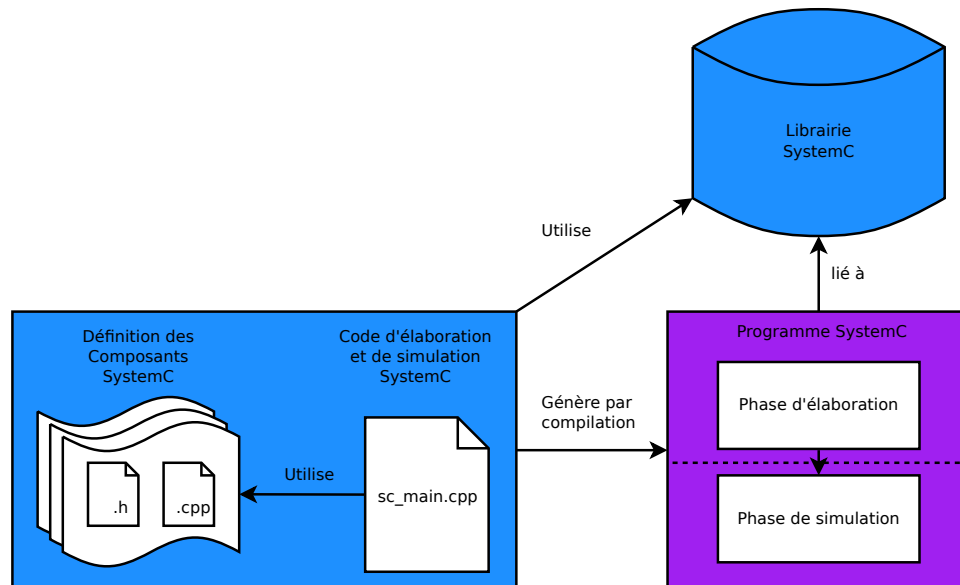 Librairie
SystemC
Utilise
lié à
Définition des
Composants
SystemC
Code d'élaboration
et de simulation
SystemC
.h
.cpp
Utilise
sc_main.cpp
Génère par
compilation
Programme SystemC
Phase d'élaboration
Phase de simulation